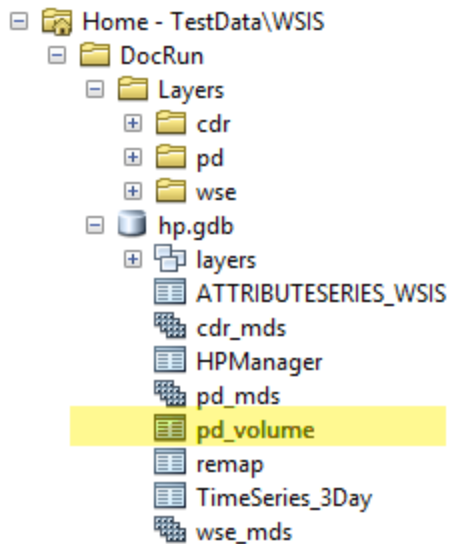 Home - TestData\WSIS
DocRun
Layers
cdr
pd
wse
hp.gdb
layers
ATTRIBUTESERIES_WSIS
cdr_mds
HPManager
pd_mds
pd_volume
remap
TimeSeries_3Day
wse_mds